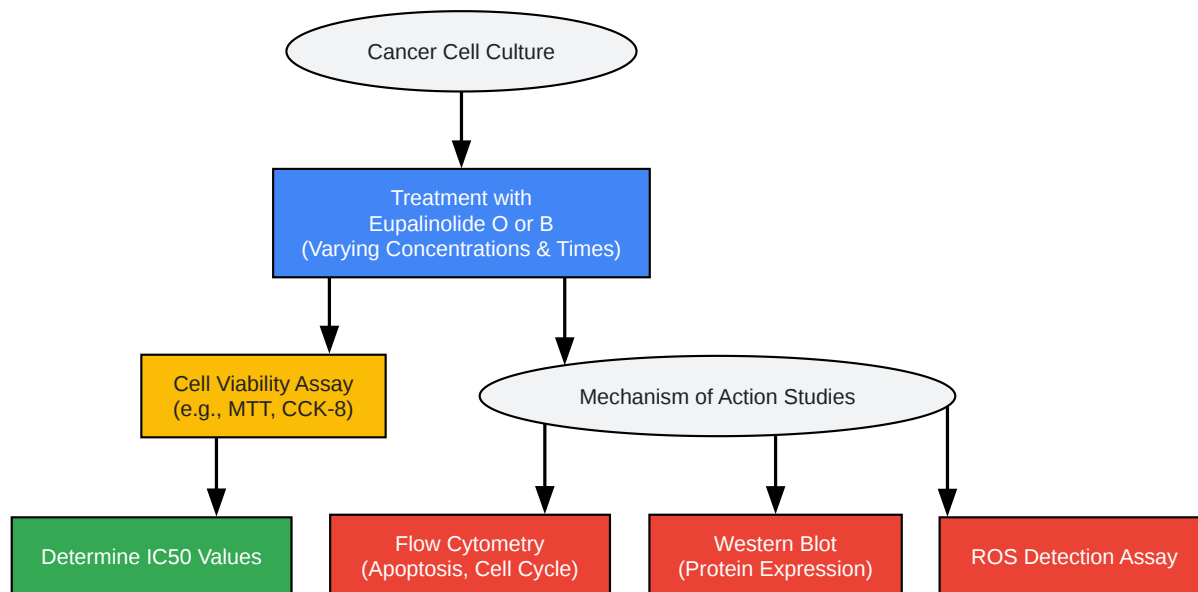 Cancer Cell Culture
Treatment with
Eupalinolide O or B
(Varying Concentrations & Times)
Cell Viability Assay
(e.g., MTT, CCK-8)
Mechanism of Action Studies
Determine IC50 Values
Flow Cytometry
(Apoptosis, Cell Cycle)
Western Blot
(Protein Expression)
ROS Detection Assay